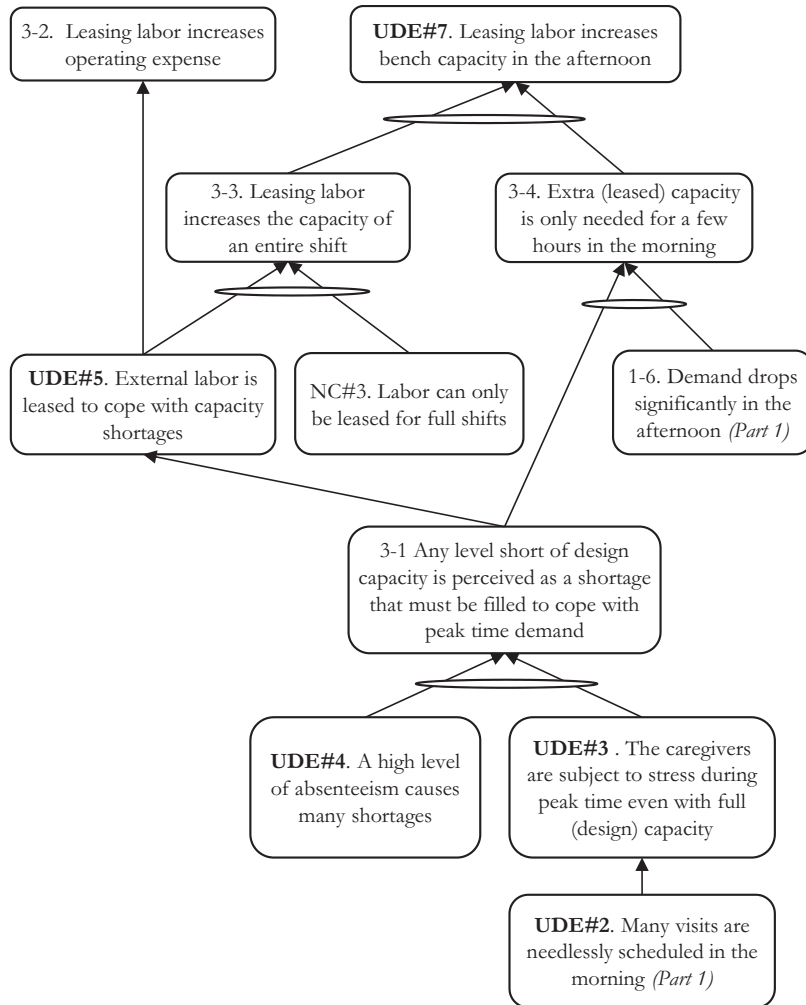 3-2.  Leasing labor increases
operating expense
UDE#7. Leasing labor increases
bench capacity in the afternoon
3-3. Leasing labor
increases the capacity of
an entire shift
3-4. Extra (leased) capacity
is only needed for a few
hours in the morning
UDE#5. External labor is
leased to cope with capacity
shortages
NC#3. Labor can only
be leased for full shifts
1-6. Demand drops
significantly in the
afternoon (Part 1)
3-1 Any level short of design
capacity is perceived as a shortage
that must be filled to cope with
peak time demand
UDE#4. A high level
of absenteeism causes
many shortages
UDE#3 . The caregivers
are subject to stress during
peak time even with full
(design) capacity
UDE#2. Many visits are
needlessly scheduled in the
morning (Part 1)